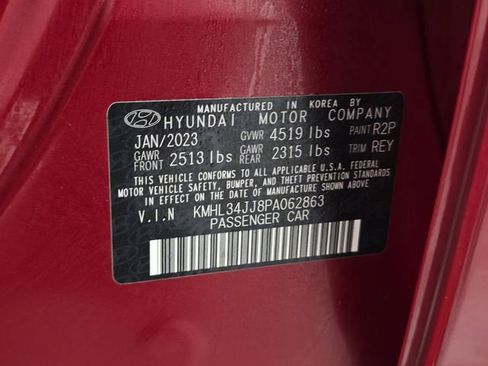 MANUFACTURED IN KOREA BY
HYUNDAI MOTOR COMPANY
JAN/2023 GVWR 4519 lbs PAINT R2P
GAWR FRONT 2513 lbs GAWR REAR 2315 lbs TRIM REY
THIS VEHICLE CONFORMS TO ALL APPLICABLE U.S.A. FEDERAL
MOTOR VEHICLE SAFETY, BUMPER, AND THEFT PREVENTION STANDARDS
IN EFFECT ON THE DATE OF MANUFACTURE SHOWN ABOVE.
V.I.N KMHL34JJ8PA062863
PASSENGER CAR